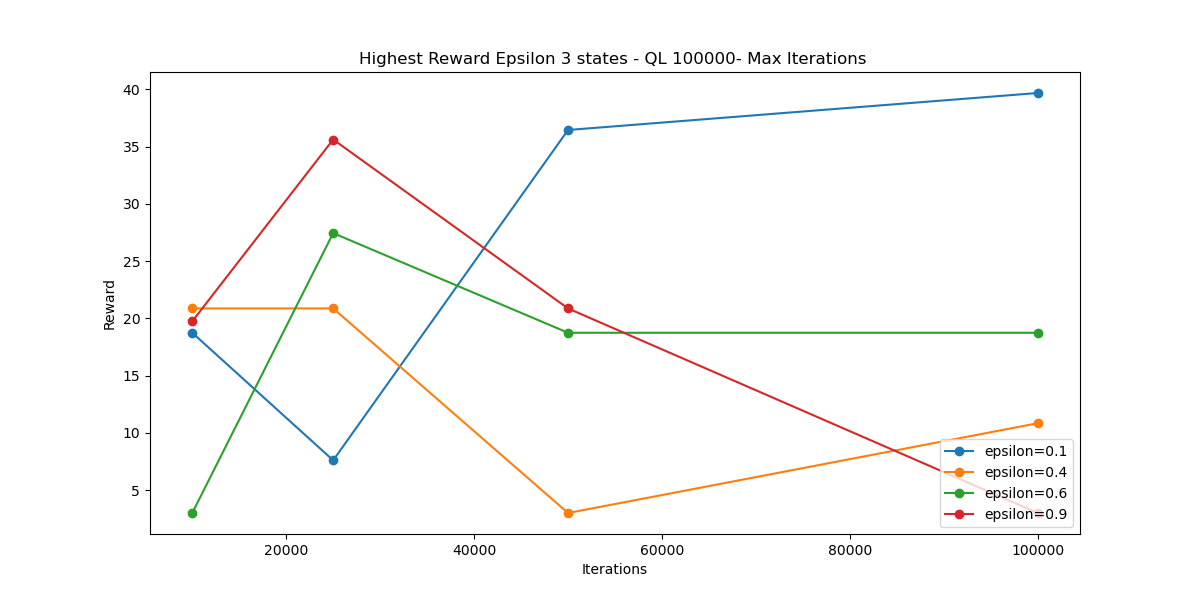 Highest Reward Epsilon 3 states - QL 100000- Max Iterations
Reward
40
35
30
25
20
15
10
5
20000
40000
60000
80000
100000
Iterations
epsilon=0.1
epsilon=0.4
epsilon=0.6
epsilon=0.9